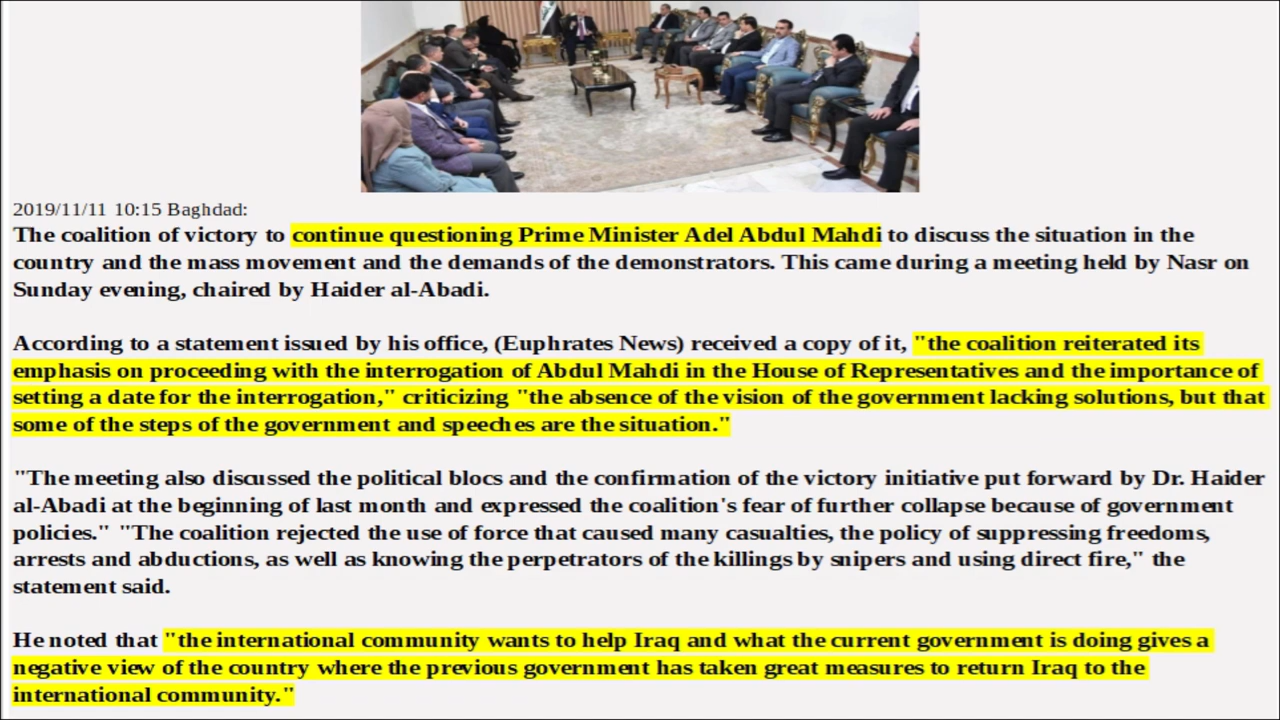 2019/11/11 10:15 Baghdad:
The coalition of victory to continue questioning Prime Minister Adel Abdul Mahdi to discuss the situation in the
country and the mass movement and the demands of the demonstrators. This came during a meeting held by Nasr on
Sunday evening, chaired by Haider al-Abadi.
According to a statement issued by his office, (Euphrates News) received a copy of it, "the coalition reiterated its
emphasis on proceeding with the interrogation of Abdul Mahdi in the House of Representatives and the importance of
setting a date for the interrogation," criticizing "the absence of the vision of the government lacking solutions, but that
some of the steps of the government and speeches are the situation."
"The meeting also discussed the political blocs and the confirmation of the victory initiative put forward by Dr. Haider
al-Abadi at the beginning of last month and expressed the coalition's fear of further collapse because of government
policies." "The coalition rejected the use of force that caused many casualties, the policy of suppressing freedoms,
arrests and abductions, as well as knowing the perpetrators of the killings by snipers and using direct fire," the
statement said.
He noted that "the international community wants to help Iraq and what the current government is doing gives a
negative view of the country where the previous government has taken great measures to return Iraq to the
international community."